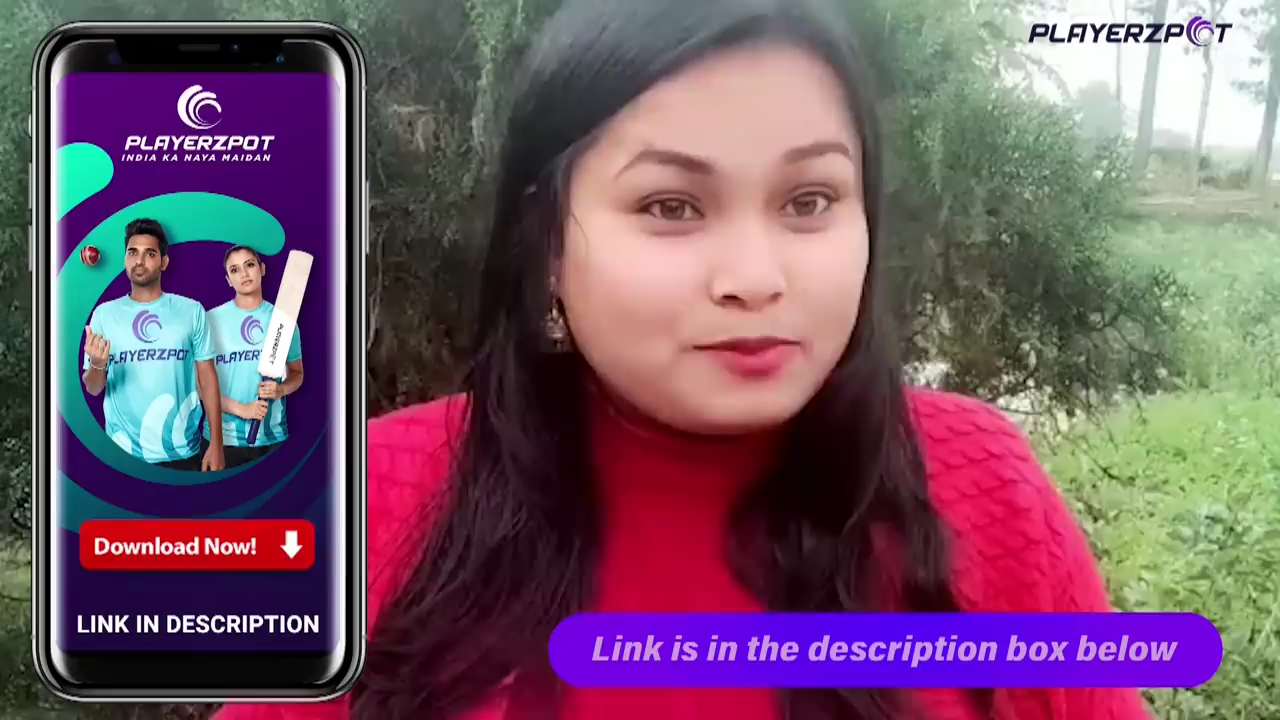 PLAYERZPOT
PLAYERZPOT
INDIA KA NAYA MAIDAN
PLAYERZPOT
PLAYERZ
Download Now!
LINK IN DESCRIPTION
Link is in the description box below